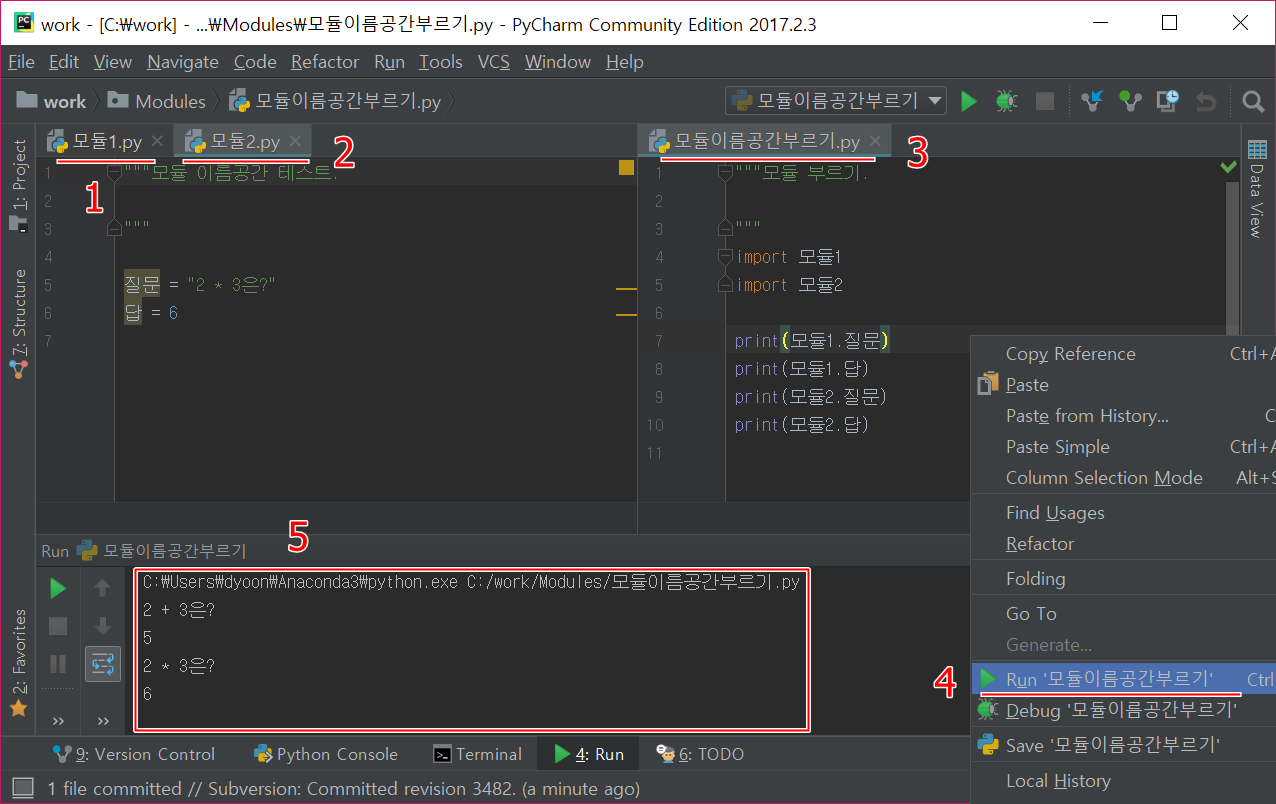 work - [C:₩work] - ...₩Modules₩모듈이름공간부르기.py - PyCharm Community Edition 2017.2.3
File Edit View Navigate Code Refactor Run Tools VCS Window Help
work Modules 모듈이름공간부르기.py 모듈이름공간부르기
모듈1.py 모듈2.py 2 모듈이름공간부르기.py 3
1: Project
7: Structure
2: Favorites
Data View
1
1 """모듈 이름공간 테스트.
2
3 """
4
5 질문 = "2 * 3은?"
6 답 = 6
7
1 """모듈 부르기.
2
3 """
4 import 모듈1
5 import 모듈2
6
7 print(모듈1.질문)
8 print(모듈1.답)
9 print(모듈2.질문)
10 print(모듈2.답)
11
Copy Reference Ctrl+A
Paste
Paste from History... C
Paste Simple Ctrl+A
Column Selection Mode Alt+S
Find Usages
Refactor
Folding
Go To
Generate...
4 Run '모듈이름공간부르기' Ctrl
Debug '모듈이름공간부르기'
Save '모듈이름공간부르기'
Local History
Run 모듈이름공간부르기 5
C:₩Users₩dyoon₩Anaconda3₩python.exe C:/work/Modules/모듈이름공간부르기.py
2 + 3은?
5
2 * 3은?
6
9: Version Control Python Console Terminal 4: Run 6: TODO
1 file committed // Subversion: Committed revision 3482. (a minute ago)